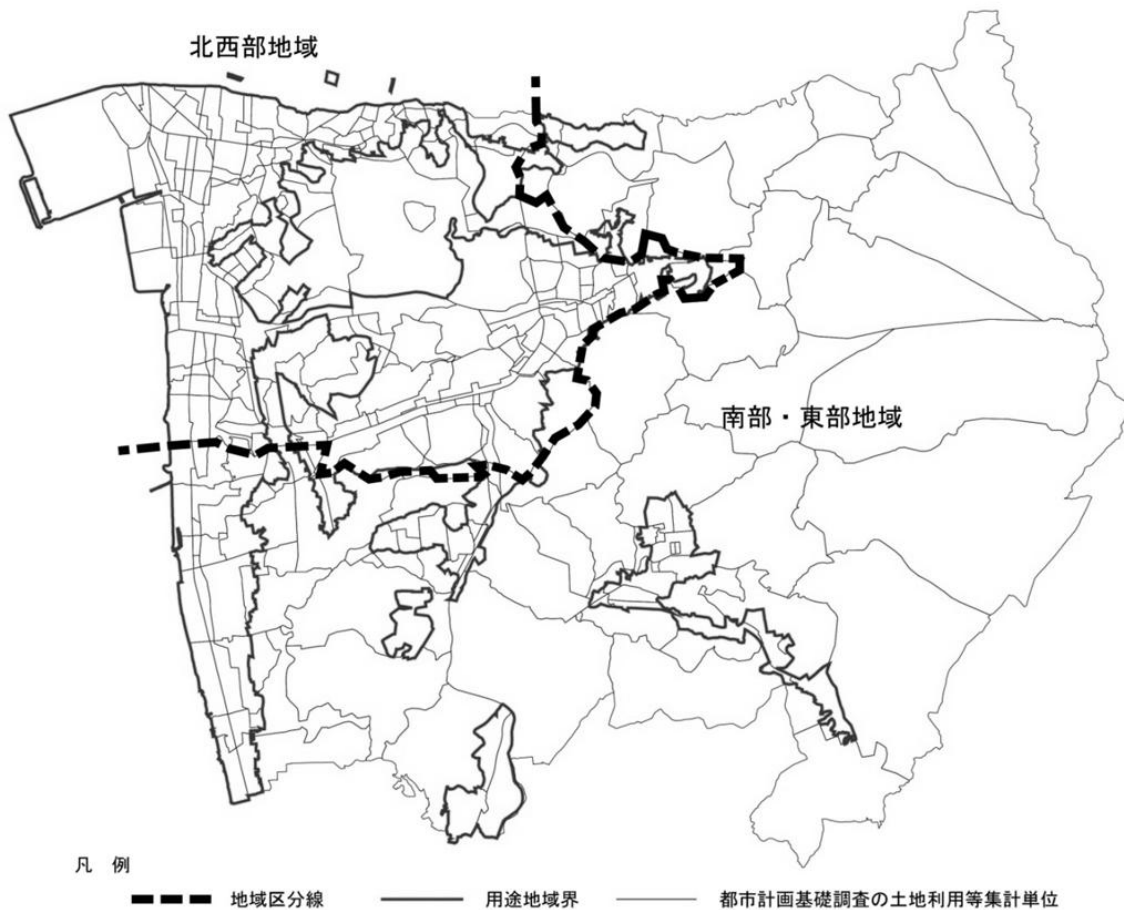 北西部地域
南部・東部地域
凡 例
地域区分線
用途地域界
都市計画基礎調査の土地利用等集計単位